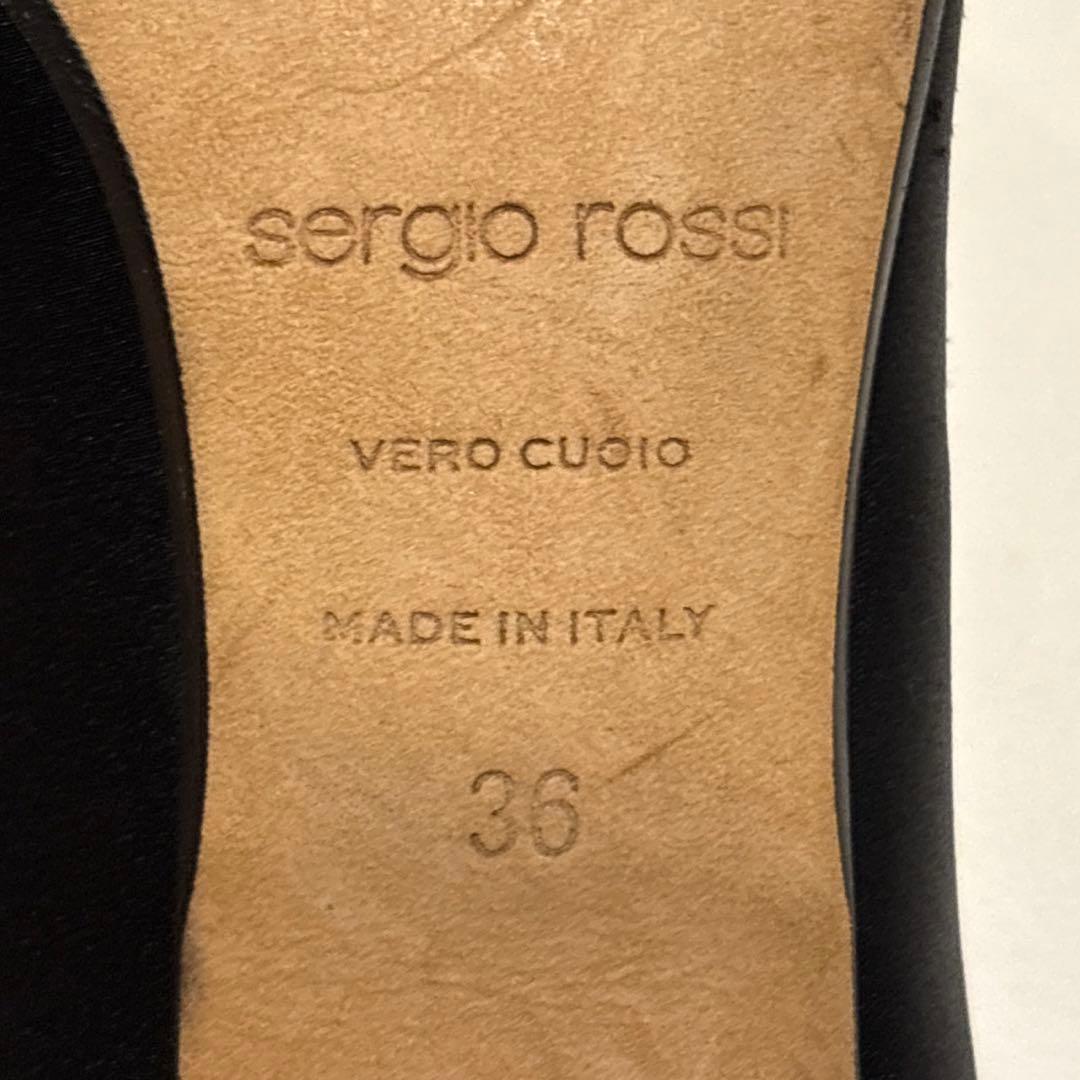 sergio rossi
VERO CUOIO
MADE IN ITALY
36